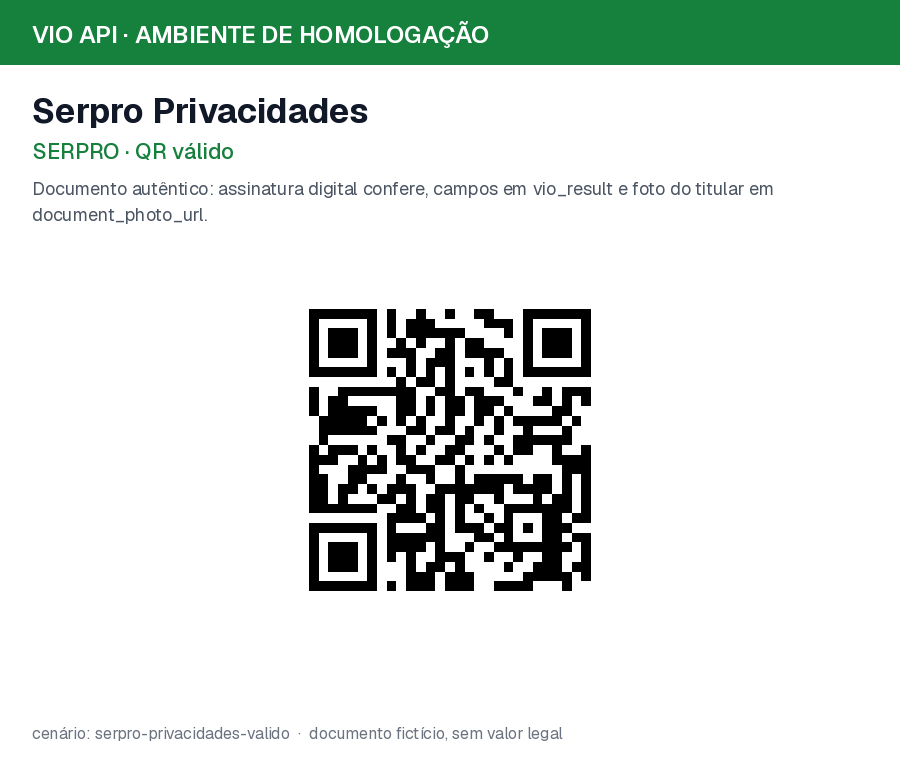 VIO API · AMBIENTE DE HOMOLOGAÇÃO
Serpro Privacidades
SERPRO · QR válido
Documento autêntico: assinatura digital confere, campos em vio_result e foto do titular em
document_photo_url.
cenário: serpro-privacidades-valido · documento fictício, sem valor legal